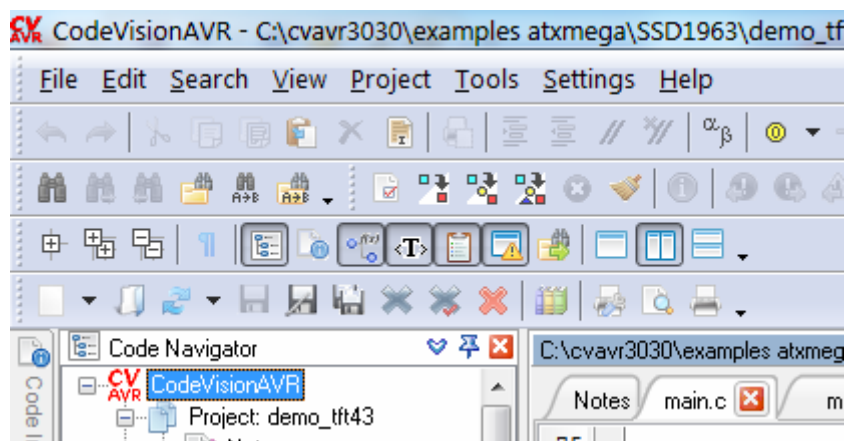 CV AVR CodeVisionAVR - C:\cvavr3030\examples atxmega\SSD1963\demo_tf
File Edit Search View Project Tools Settings Help
α β
A→B
¶ f(x) <T>
Code Navigator
C:\cvavr3030\examples atxmeg
CV AVR CodeVisionAVR
Code I
Notes main.c m
Project: demo_tft43